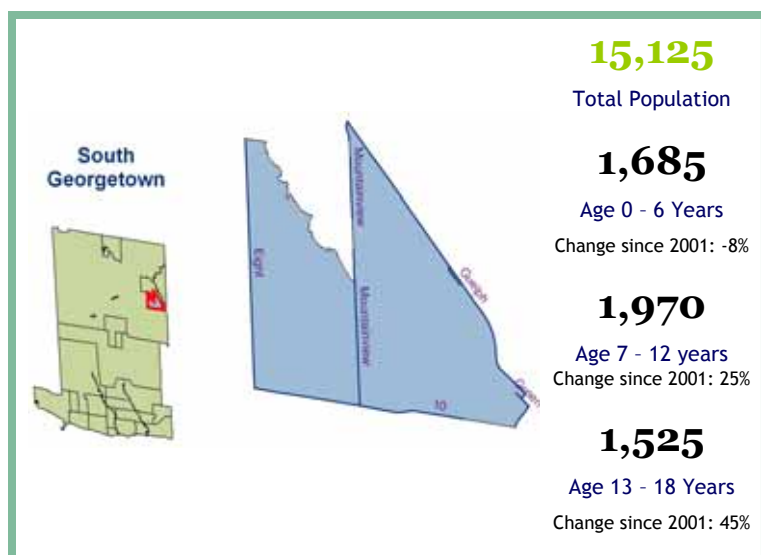 15,125
Total Population
1,685
Age 0 - 6 Years
Change since 2001: -8%
1,970
Age 7 - 12 years
Change since 2001: 25%
1,525
Age 13 - 18 Years
Change since 2001: 45%
South
Georgetown
Mountainview
Eight
Mountainview
Guelph
10